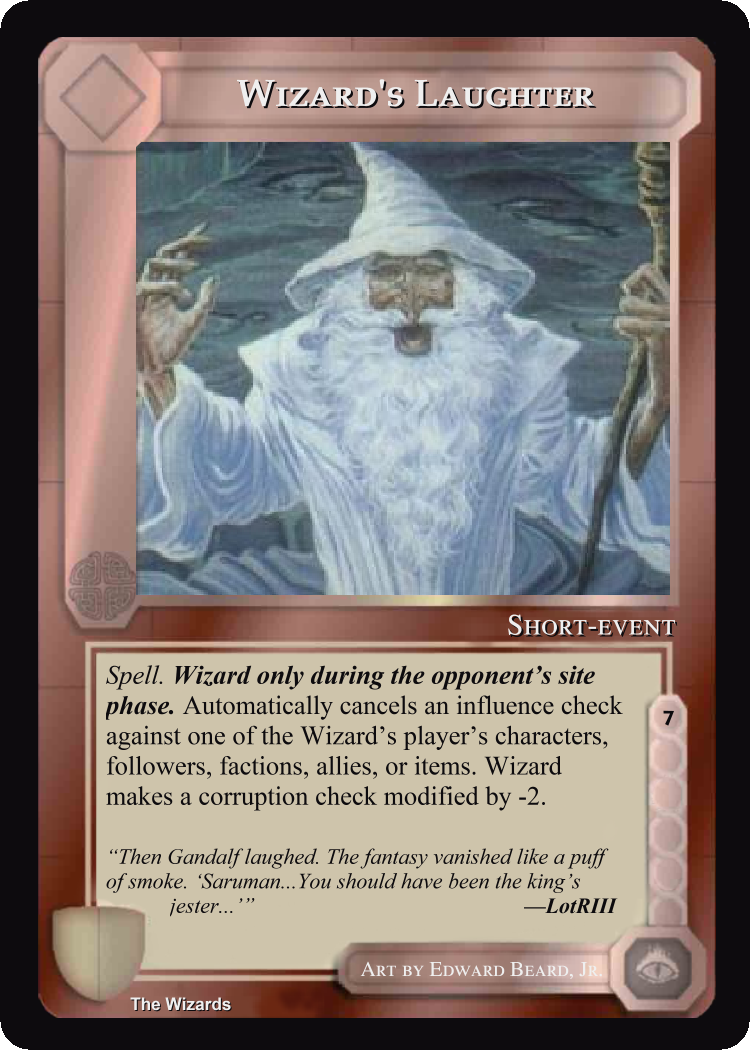 Wizard's Laughter
Short-event
Spell. Wizard only during the opponent's site
phase. Automatically cancels an influence check
against one of the Wizard's player's characters,
followers, factions, allies, or items. Wizard
makes a corruption check modified by -2.
7
“Then Gandalf laughed. The fantasy vanished like a puff
of smoke. ‘Saruman...You should have been the king’s
jester...’” —LotRIII
Art by Edward Beard, Jr.
The Wizards